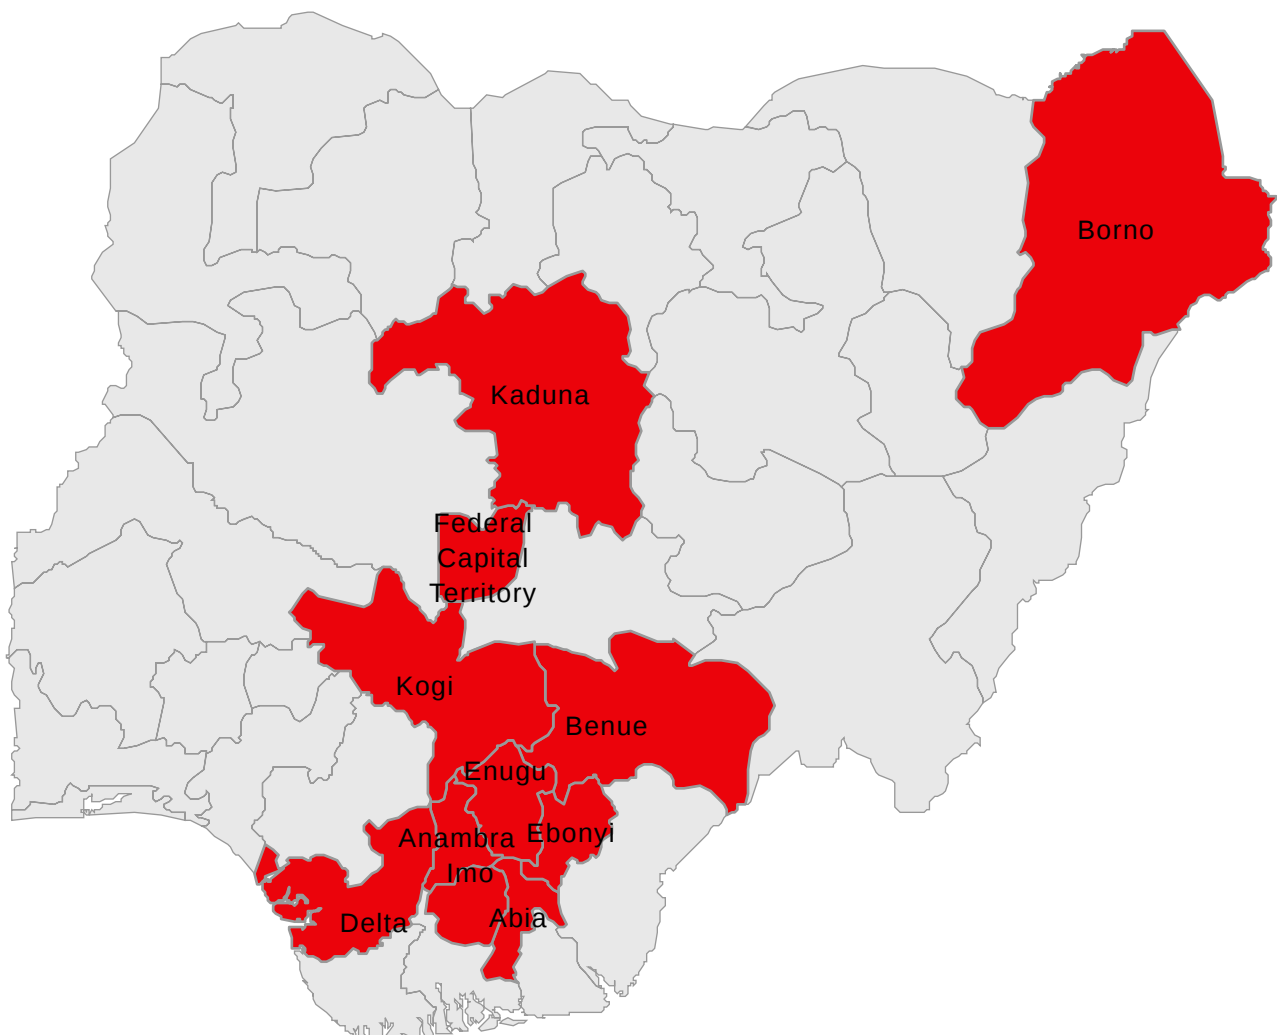 Borno
Kaduna
Federal
Capital
Territory
Kogi
Benue
Enugu
Anambra
Ebonyi
Imo
Delta
Abia